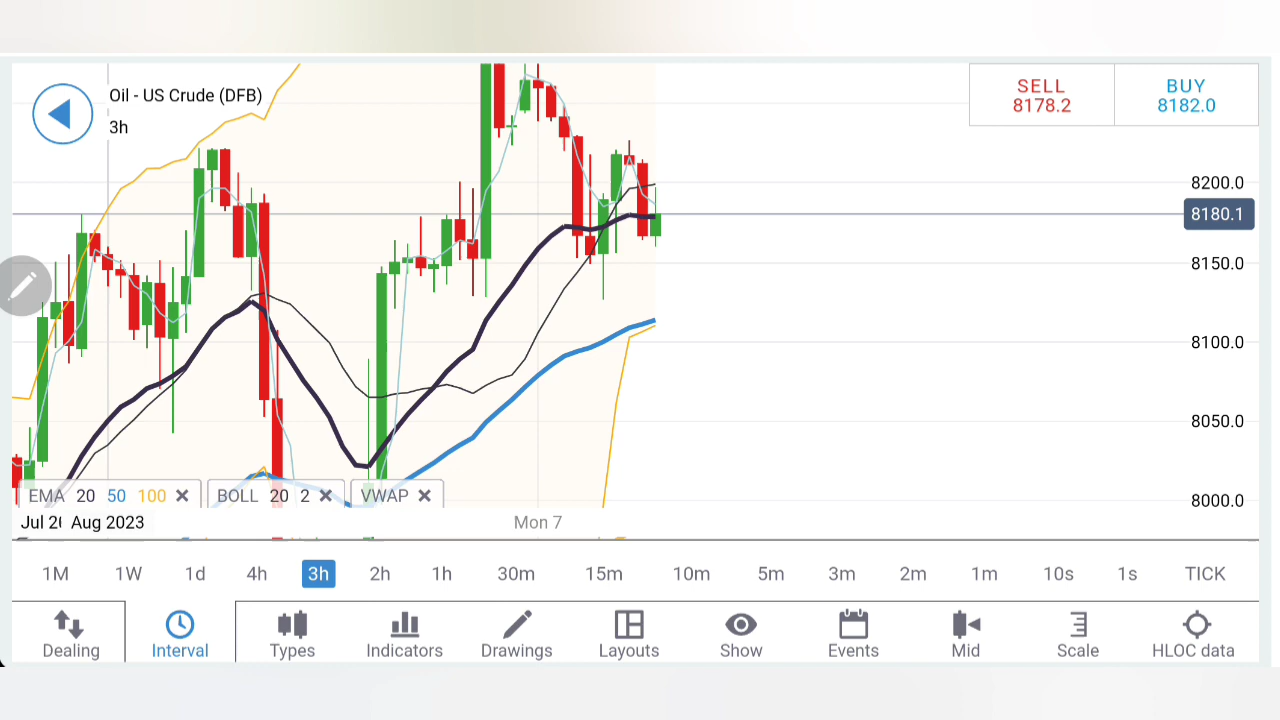 Oil - US Crude (DFB)
3h
SELL
8178.2
BUY
8182.0
8200.0
8180.1
8150.0
8100.0
8050.0
8000.0
EMA 20 50 100
BOLL 20 2
VWAP
Jul 26 Aug 2023
Mon 7
1M 1W 1d 4h 3h 2h 1h 30m 15m 10m 5m 3m 2m 1m 10s 1s TICK
Dealing Interval Types Indicators Drawings Layouts Show Events Mid Scale HLOC data